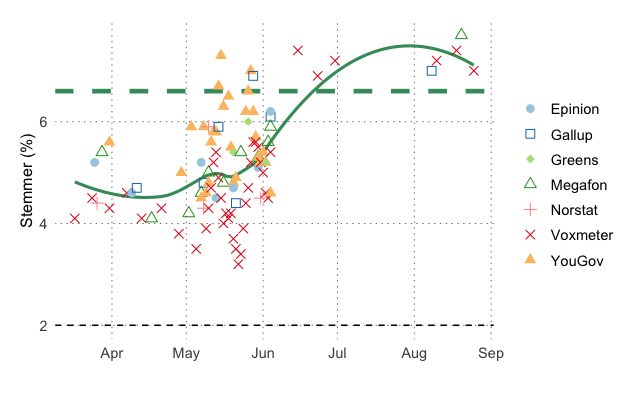 Stemmer (%)
6
4
2
Apr May Jun Jul Aug Sep
Epinion
Gallup
Greens
Megafon
Norstat
Voxmeter
YouGov